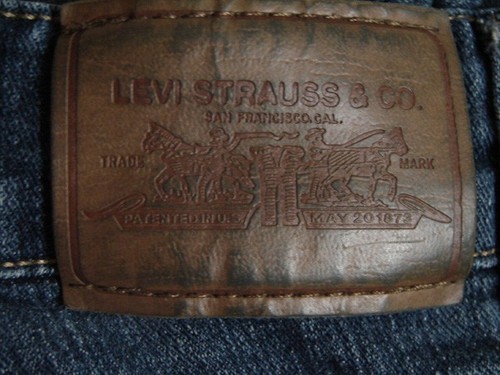 LEVI STRAUSS & CO.
SAN FRANCISCO. CAL.
TRADE MARK
PATENTED IN U.S. MAY 20 1873